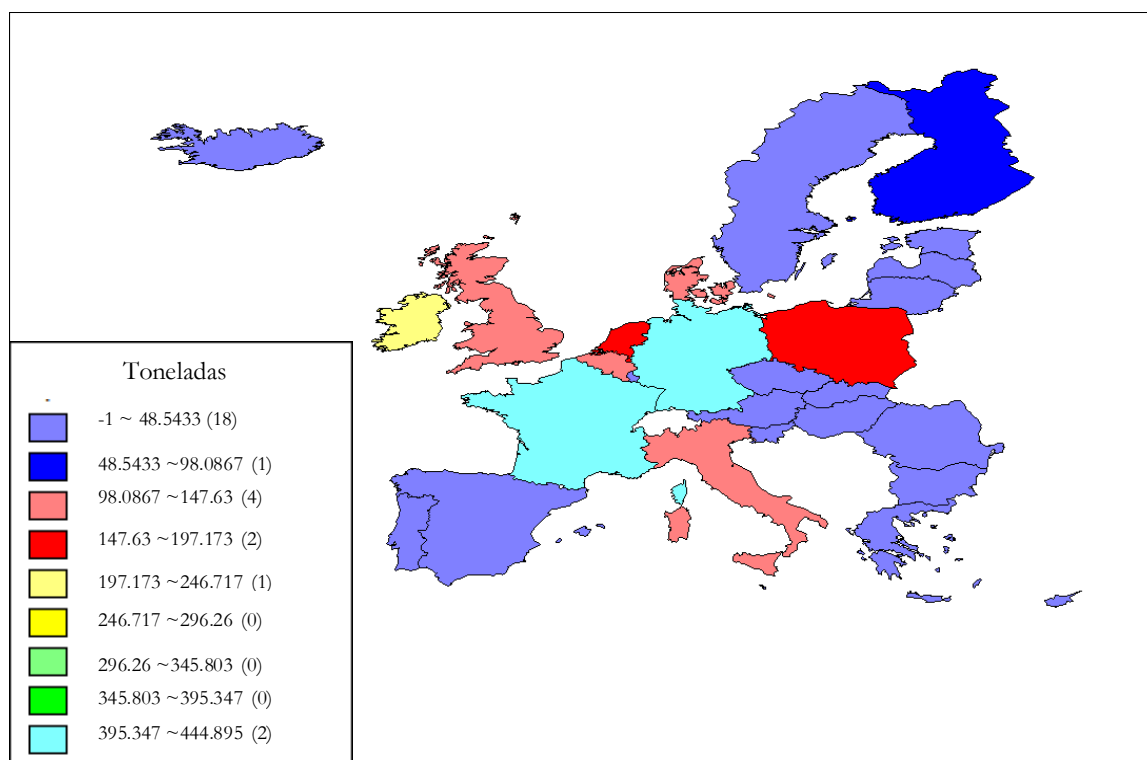 Toneladas
-
-1 ~ 48.5433 (18)
48.5433 ~98.0867 (1)
98.0867 ~147.63 (4)
147.63 ~197.173 (2)
197.173 ~246.717 (1)
246.717 ~296.26 (0)
296.26 ~345.803 (0)
345.803 ~395.347 (0)
395.347 ~444.895 (2)